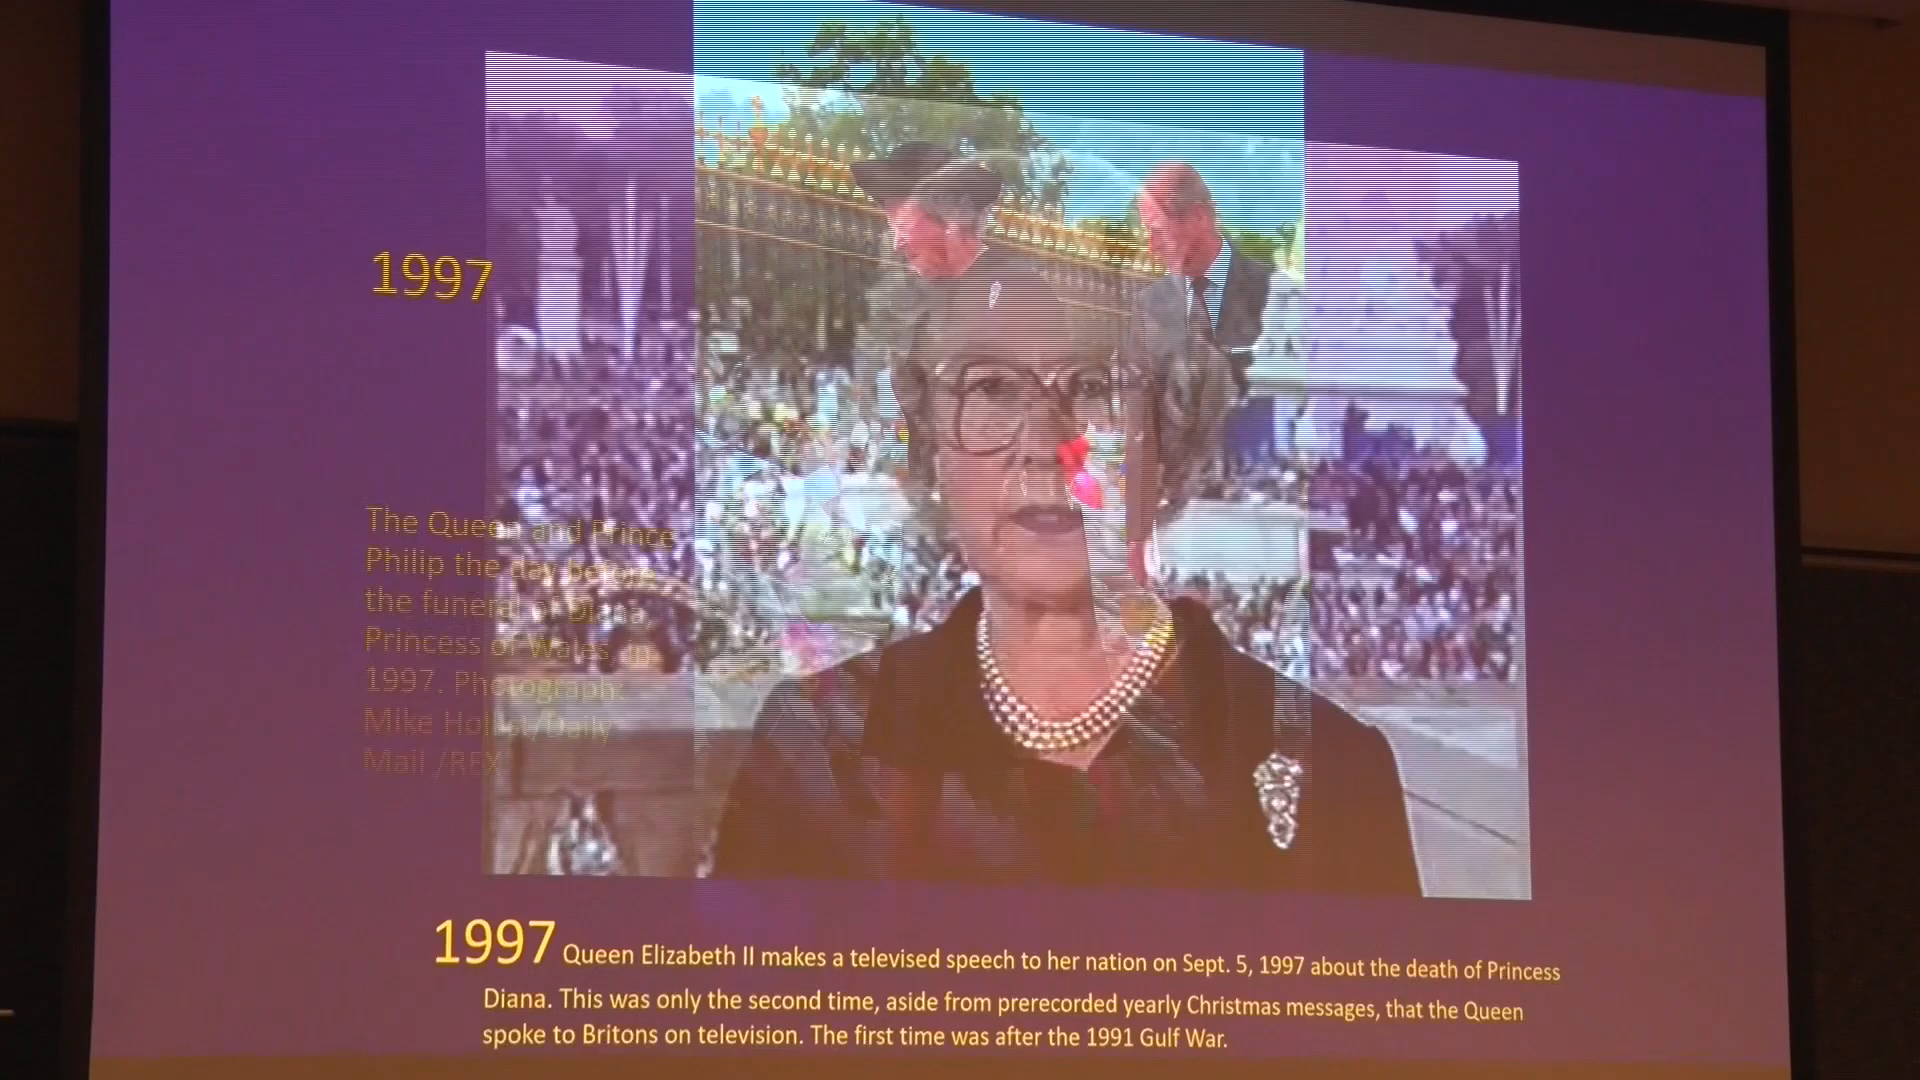 1997
The Queen and Prince
Philip the day before
the funeral of Diana,
Princess of Wales, in
1997. Photograph:
Mike Hollist/Daily
Mail /REX
1997 Queen Elizabeth II makes a televised speech to her nation on Sept. 5, 1997 about the death of Princess
Diana. This was only the second time, aside from prerecorded yearly Christmas messages, that the Queen
spoke to Britons on television. The first time was after the 1991 Gulf War.